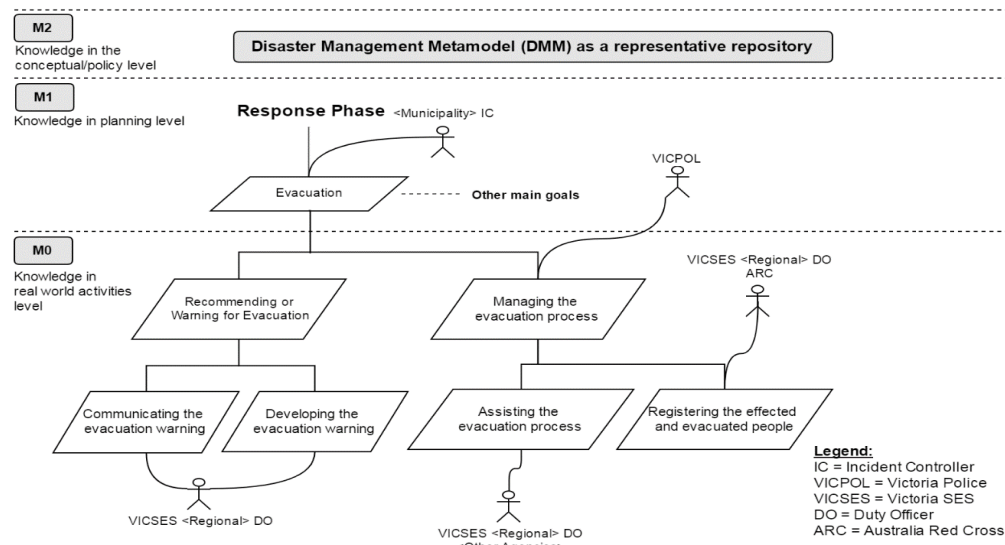 M2
Knowledge in the
conceptual/policy level
Disaster Management Metamodel (DMM) as a representative repository
M1
Knowledge in planning level
Response Phase <Municipality> IC
VICPOL
Evacuation
Other main goals
M0
Knowledge in
real world activities
level
VICSES <Regional> DO
ARC
Recommending or
Warning for Evacuation
Managing the
evacuation process
Communicating the
evacuation warning
Developing the
evacuation warning
Assisting the
evacuation process
Registering the effected
and evacuated people
VICSES <Regional> DO
VICSES <Regional> DO
Legend:
IC = Incident Controller
VICPOL = Victoria Police
VICSES = Victoria SES
DO = Duty Officer
ARC = Australia Red Cross